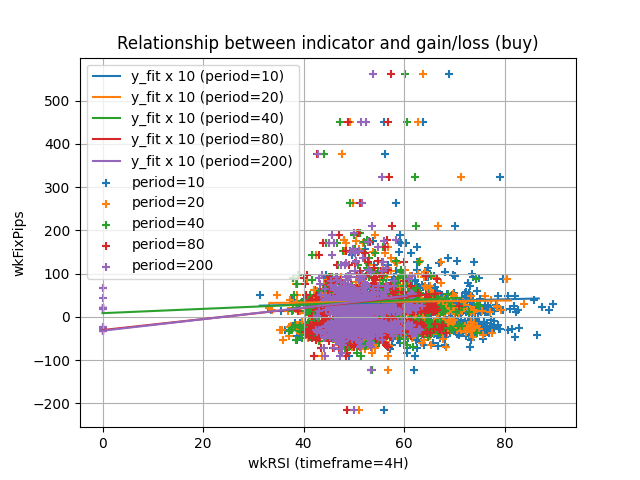 Relationship between indicator and gain/loss (buy)
y_fit x 10 (period=10)
y_fit x 10 (period=20)
y_fit x 10 (period=40)
y_fit x 10 (period=80)
y_fit x 10 (period=200)
period=10
period=20
period=40
period=80
period=200
wkFixPips
500
400
300
200
100
0
−100
−200
0 20 40 60 80
wkRSI (timeframe=4H)